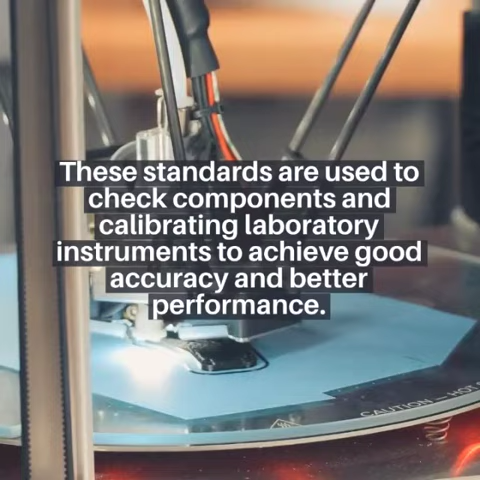 These standards are used to
check components and
calibrating laboratory
instruments to achieve good
accuracy and better
performance.
CAUTION — HOT